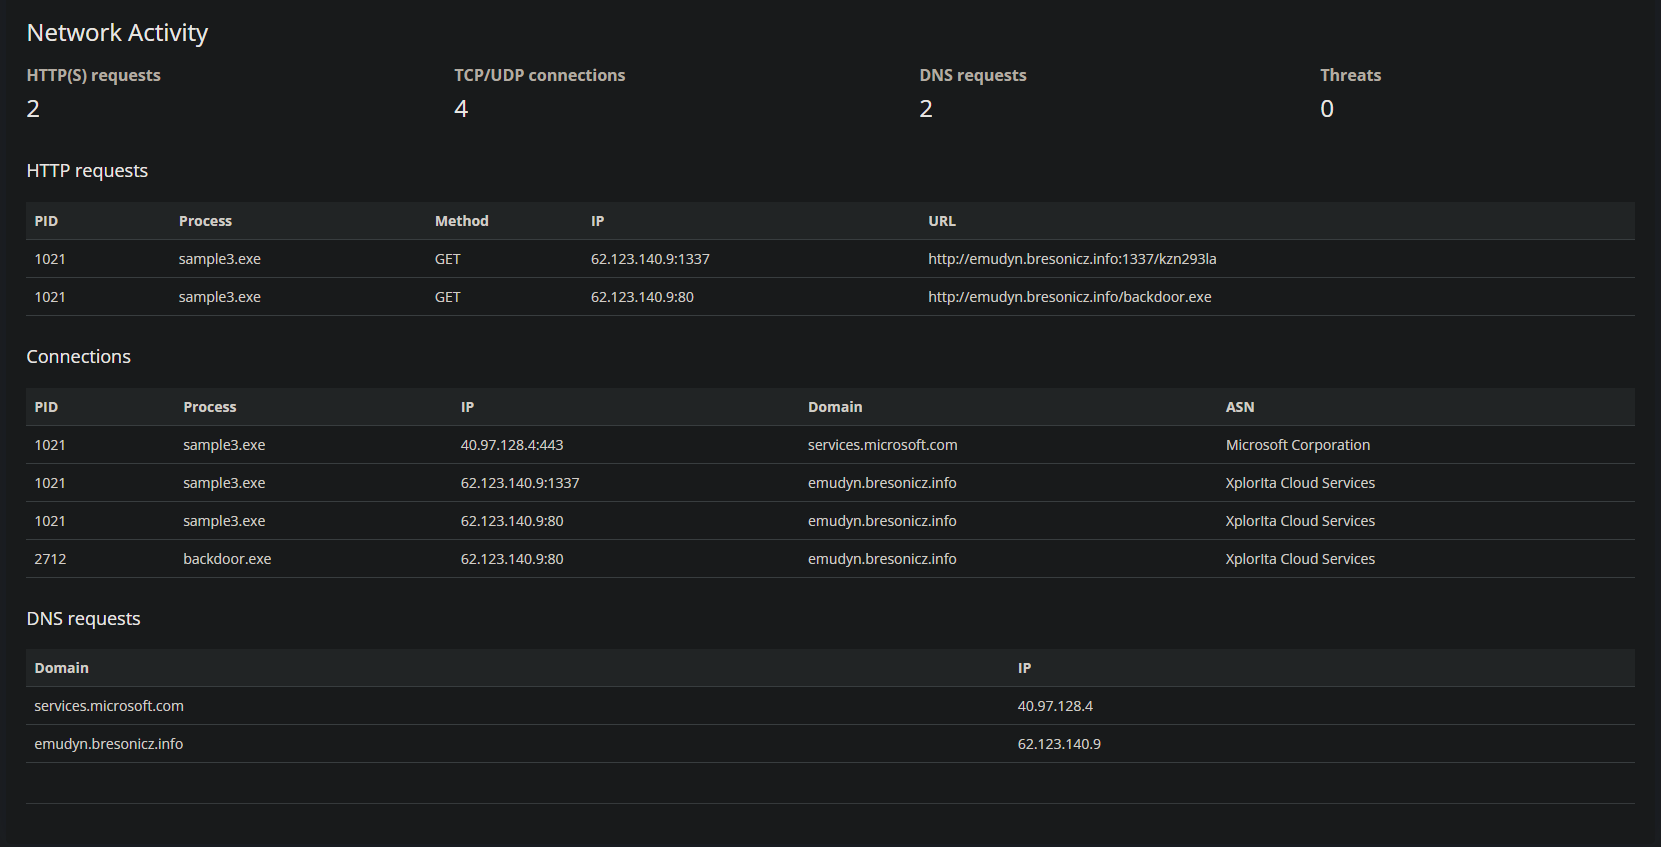 Network Activity
HTTP(S) requests TCP/UDP connections DNS requests Threats
2 4 2 0
HTTP requests
PID Process Method IP URL
1021 sample3.exe GET 62.123.140.9:1337 http://emudyn.bresonicz.info:1337/kzn293la
1021 sample3.exe GET 62.123.140.9:80 http://emudyn.bresonicz.info/backdoor.exe
Connections
PID Process IP Domain ASN
1021 sample3.exe 40.97.128.4:443 services.microsoft.com Microsoft Corporation
1021 sample3.exe 62.123.140.9:1337 emudyn.bresonicz.info XplorIta Cloud Services
1021 sample3.exe 62.123.140.9:80 emudyn.bresonicz.info XplorIta Cloud Services
2712 backdoor.exe 62.123.140.9:80 emudyn.bresonicz.info XplorIta Cloud Services
DNS requests
Domain IP
services.microsoft.com 40.97.128.4
emudyn.bresonicz.info 62.123.140.9